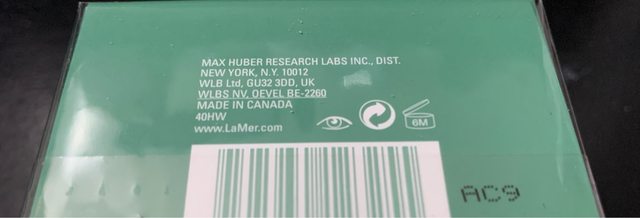 MAX HUBER RESEARCH LABS INC., DIST.
NEW YORK, N.Y. 10012
WLB Ltd, GU32 3DD, UK
WLBS NV, OEVEL BE-2260
MADE IN CANADA
40HW
www.LaMer.com
6M
AC9